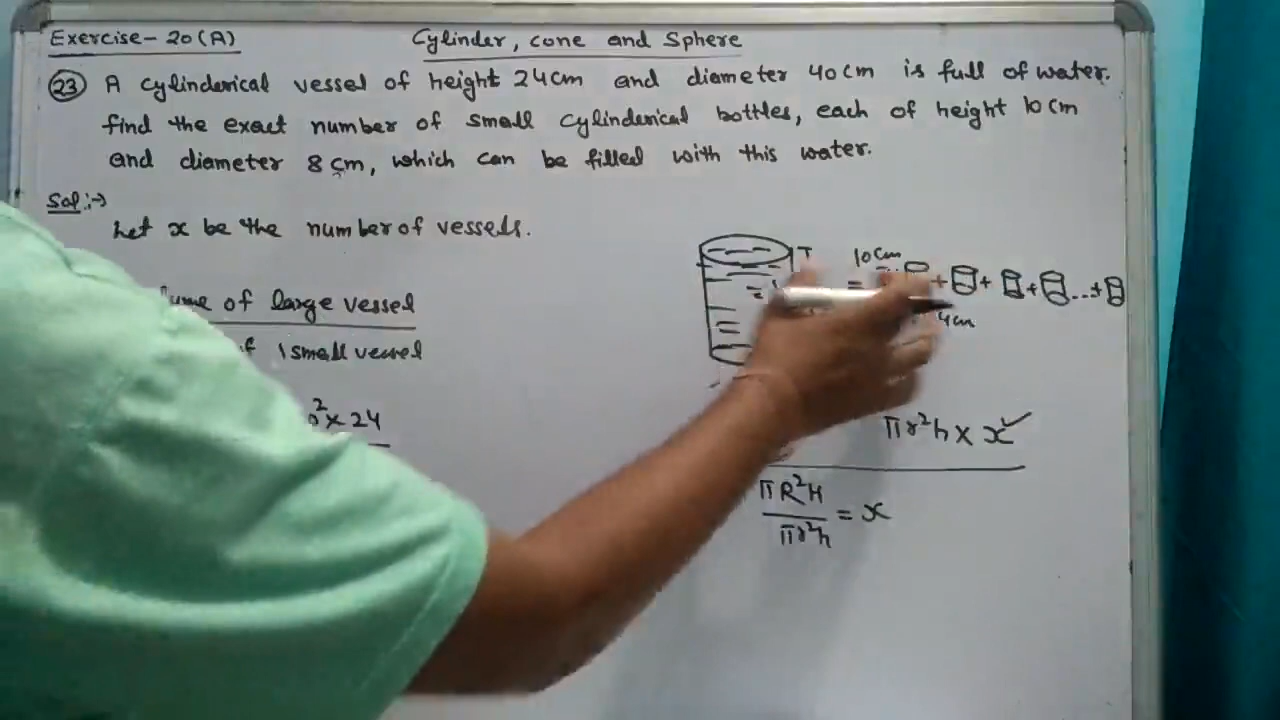 Exercise-20(A)
Cylinder, cone and Sphere
23 A cylinderical vessel of height 24cm and diameter 40cm is full of water.
find the exact number of small cylinderical bottles, each of height 10cm
and diameter 8cm, which can be filled with this water.
Sol:→
Let x be the number of vessels.
of large vessel
1 small vessel
²×24
10cm
= + + + ...+
4cm
πr²h × x ✓
πR²H
πr²h
= x